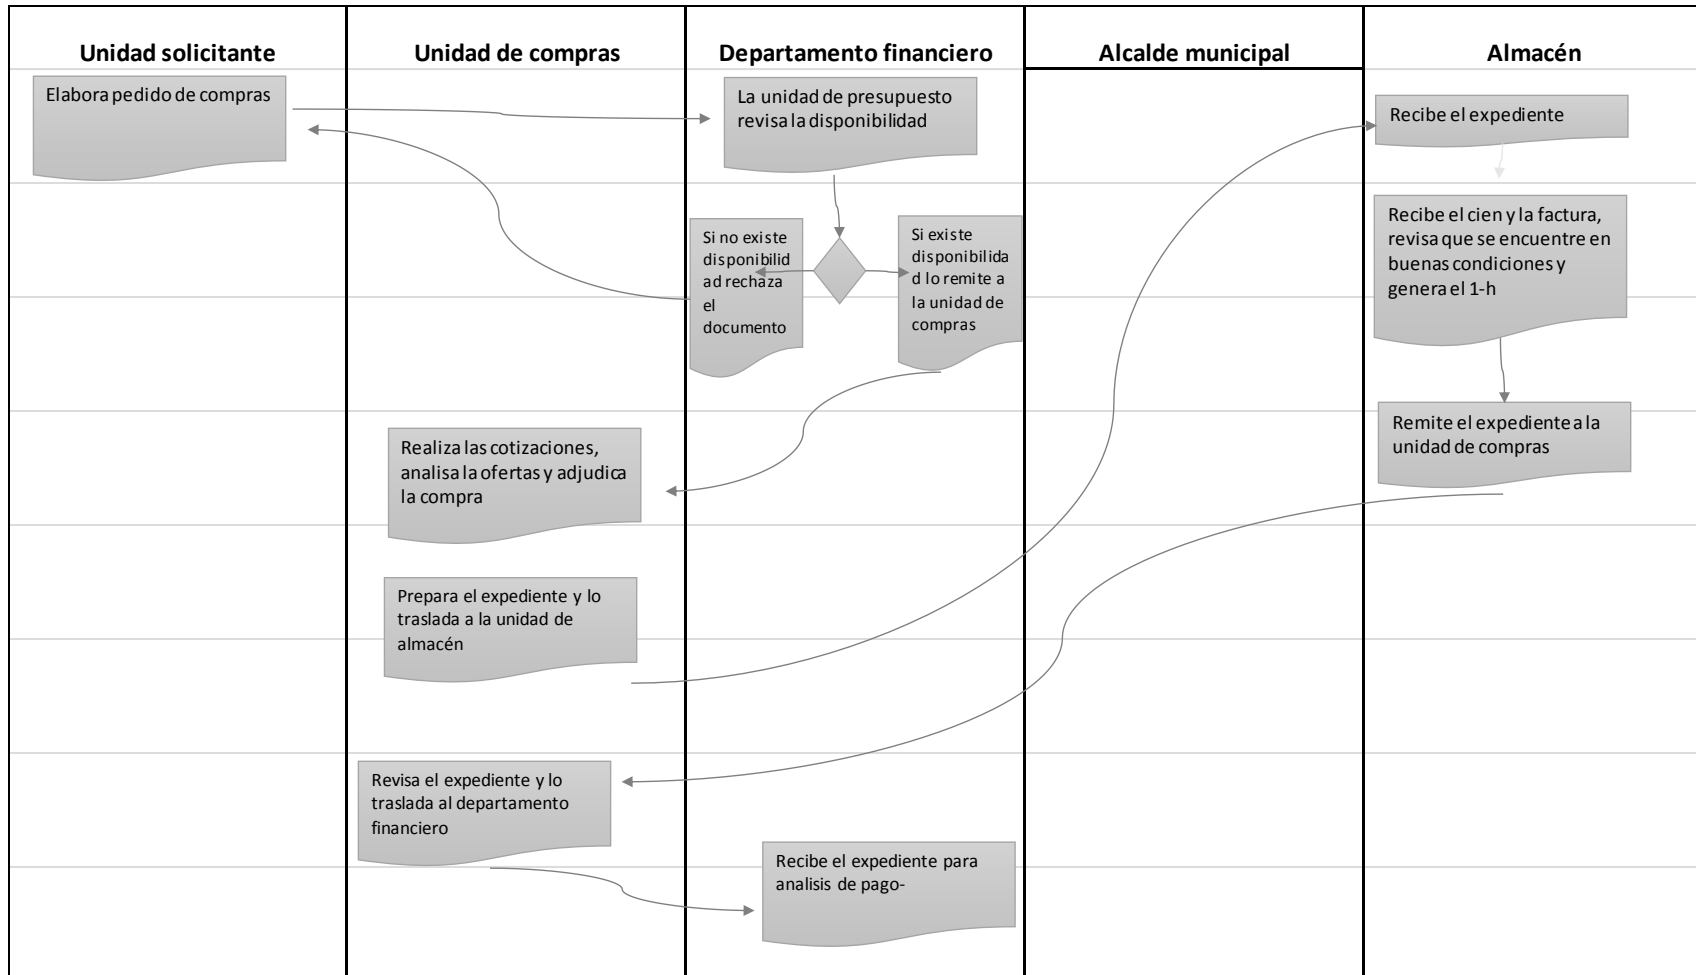 Unidad solicitante
Unidad de compras
Departamento financiero
Alcalde municipal
Almacén
Elabora pedido de compras
La unidad de presupuesto
revisa la disponibilidad
Recibe el expediente
Si no existe
disponibilid
ad rechaza
el
documento
Si existe
disponibilida
d lo remite a
la unidad de
compras
Recibe el cien y la factura,
revisa que se encuentre en
buenas condiciones y
genera el 1-h
Realiza las cotizaciones,
analisa la ofertas y adjudica
la compra
Remite el expediente a la
unidad de compras
Prepara el expediente y lo
traslada a la unidad de
almacén
Revisa el expediente y lo
traslada al departamento
financiero
Recibe el expediente para
analisis de pago-